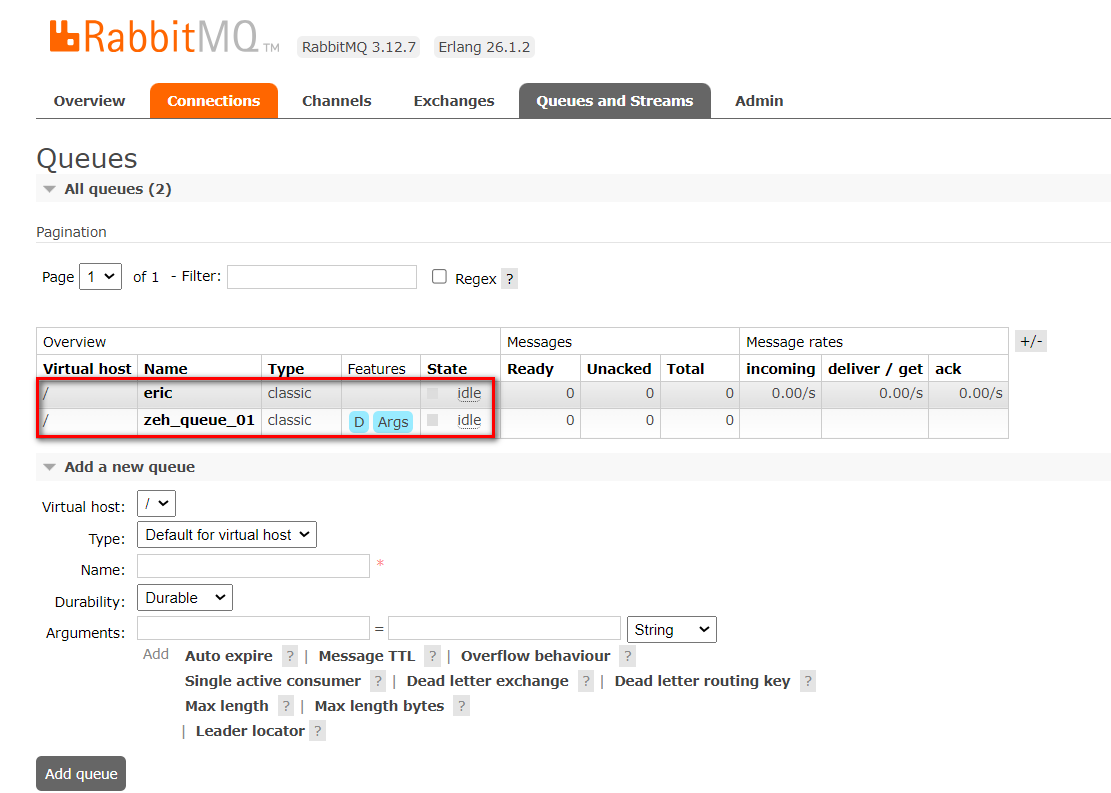 RabbitMQ TM RabbitMQ 3.12.7 Erlang 26.1.2
Overview Connections Channels Exchanges Queues and Streams Admin
Queues
All queues (2)
Pagination
Page 1 of 1 - Filter: Regex ?
Overview Messages Message rates +/-
Virtual host Name Type Features State Ready Unacked Total incoming deliver / get ack
/ eric classic idle 0 0 0 0.00/s 0.00/s 0.00/s
/ zeh_queue_01 classic D Args idle 0 0 0
Add a new queue
Virtual host: /
Type: Default for virtual host
Name: *
Durability: Durable
Arguments: = String
Add Auto expire ? | Message TTL ? | Overflow behaviour ?
Single active consumer ? | Dead letter exchange ? | Dead letter routing key ?
Max length ? | Max length bytes ?
| Leader locator ?
Add queue